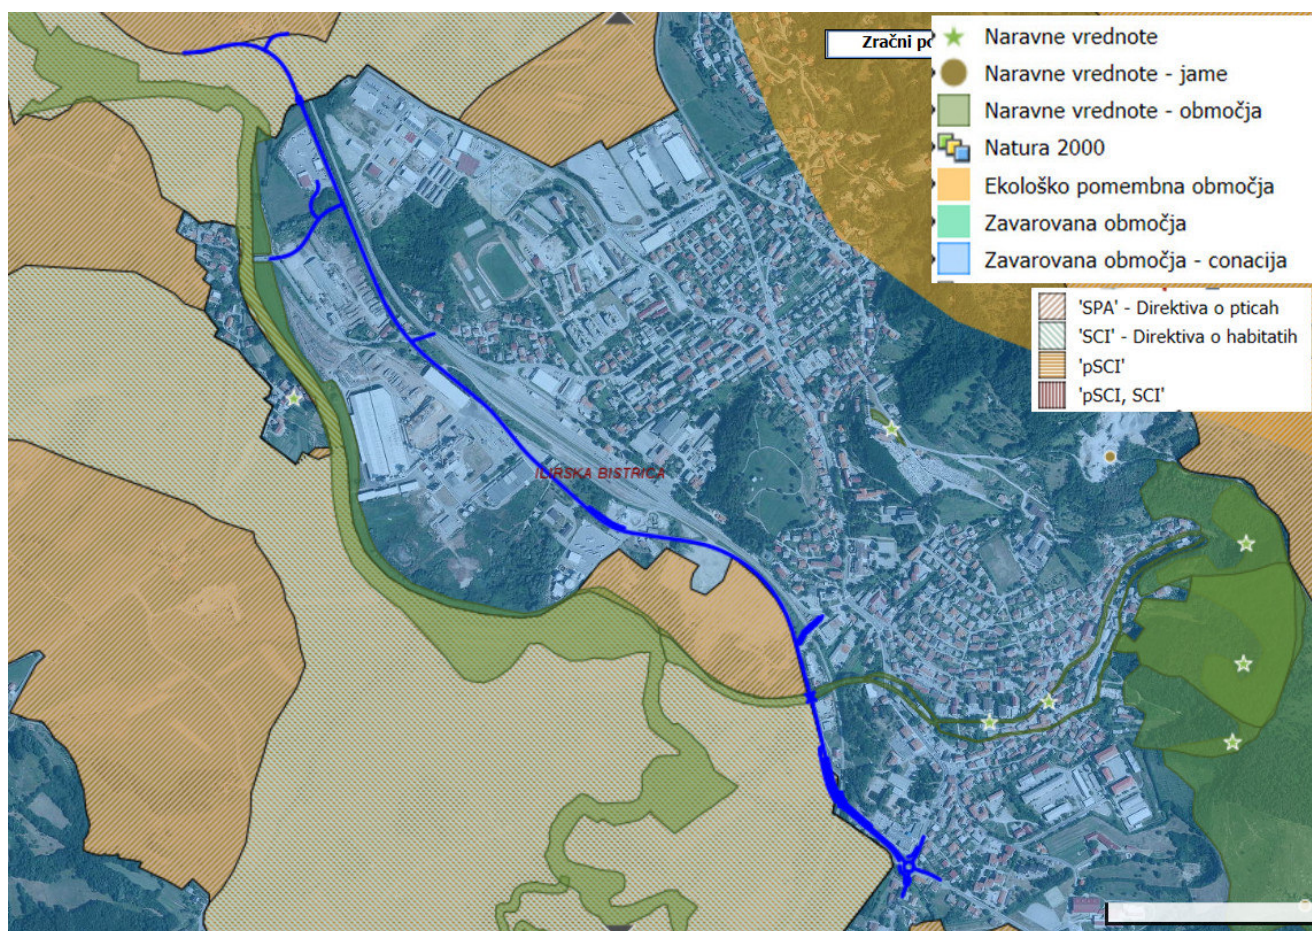 Zračni po
Naravne vrednote
Naravne vrednote - jame
Naravne vrednote - območja
Natura 2000
Ekološko pomembna območja
Zavarovana območja
Zavarovana območja - conacija
'SPA' - Direktiva o pticah
'SCI' - Direktiva o habitatih
'pSCI'
'pSCI, SCI'
ILIRSKA BISTRICA